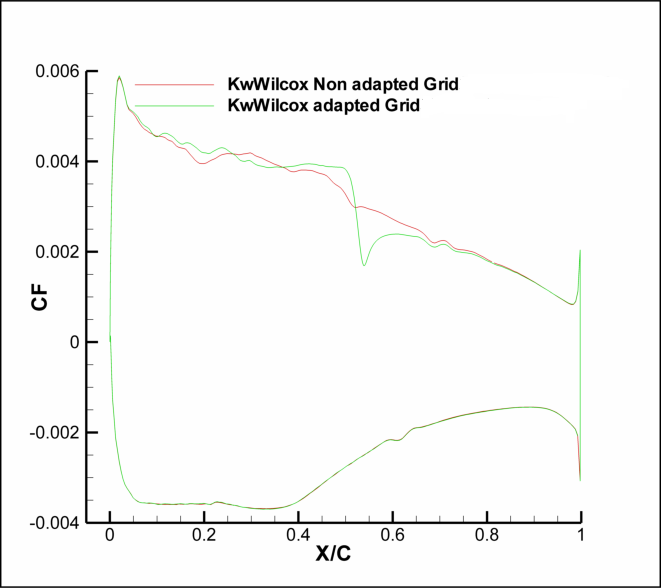 KwWilcox Non adapted Grid
KwWilcox adapted Grid
0.006
0.004
0.002
0
-0.002
-0.004
CF
0 0.2 0.4 0.6 0.8 1
X/C